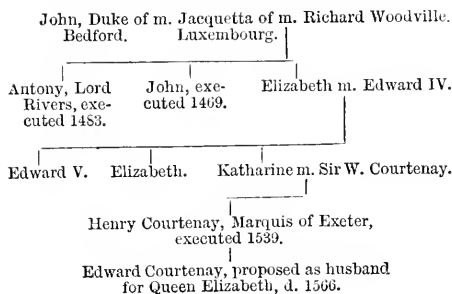 John, Duke of m. Jacquetta of m. Richard Woodville.
Bedford. Luxembourg.
Antony, Lord John, exe- Elizabeth m. Edward IV.
Rivers, exe- cuted 1469.
cuted 1483.
Edward V. Elizabeth. Katharine m. Sir W. Courtenay.
Henry Courtenay, Marquis of Exeter,
executed 1539.
Edward Courtenay, proposed as husband
for Queen Elizabeth, d. 1566.